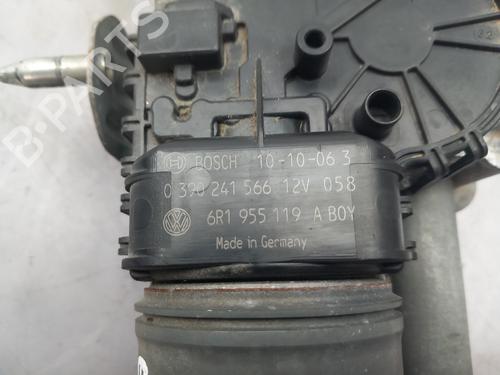 BOSCH 10-10-06 3
0 390 241 566 12V 058
6R1 955 119 A BOY
Made in Germany
B-PARTS